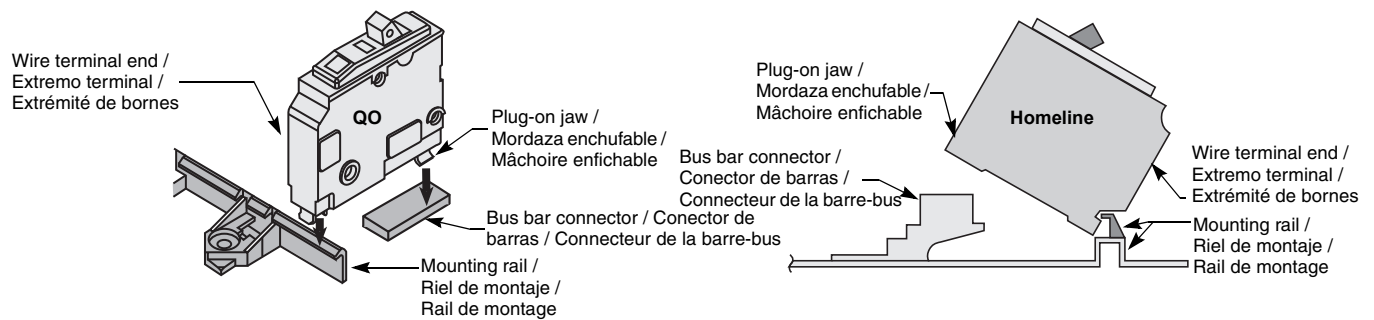 Wire terminal end /
Extremo terminal /
Extrémité de bornes
QO
Plug-on jaw /
Mordaza enchufable /
Mâchoire enfichable
Bus bar connector / Conector de
barras / Connecteur de la barre-bus
Mounting rail /
Riel de montaje /
Rail de montage
Plug-on jaw /
Mordaza enchufable /
Mâchoire enfichable
Homeline
Bus bar connector /
Conector de barras /
Connecteur de la barre-bus
Wire terminal end /
Extremo terminal /
Extrémité de bornes
Mounting rail /
Riel de montaje /
Rail de montage